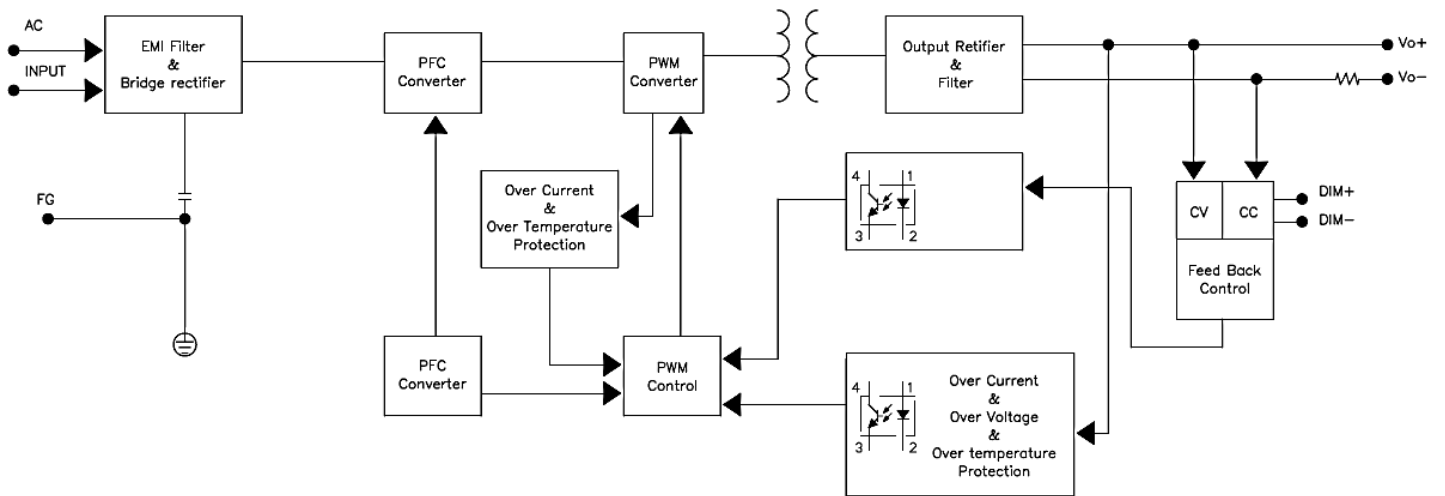 AC
INPUT
EMI Filter
&
Bridge rectifier
PFC
Converter
PWM
Converter
Output Retifier
&
Filter
Vo+
Vo-
FG
Over Current
&
Over Temperature
Protection
4 1
3 2
CV CC
DIM+
DIM-
Feed Back
Control
PFC
Converter
PWM
Control
4 1
3 2
Over Current
&
Over Voltage
&
Over temperature
Protection